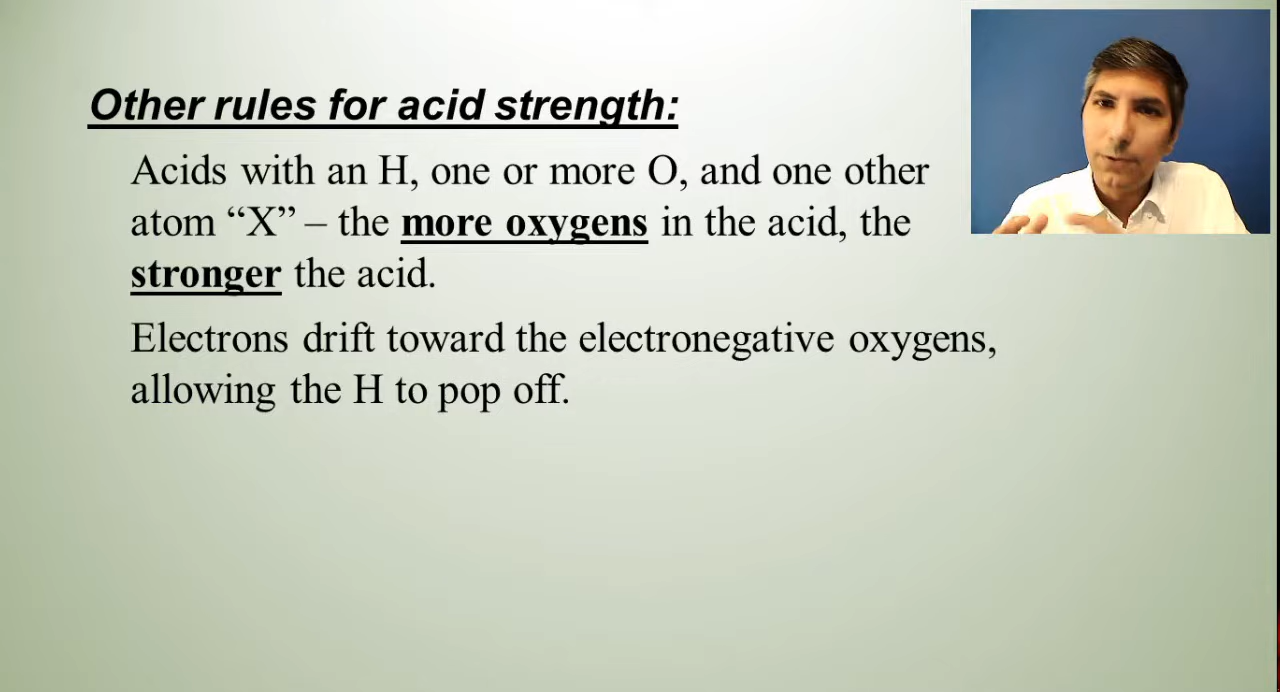 Other rules for acid strength:
Acids with an H, one or more O, and one other
atom “X” – the more oxygens in the acid, the
stronger the acid.
Electrons drift toward the electronegative oxygens,
allowing the H to pop off.